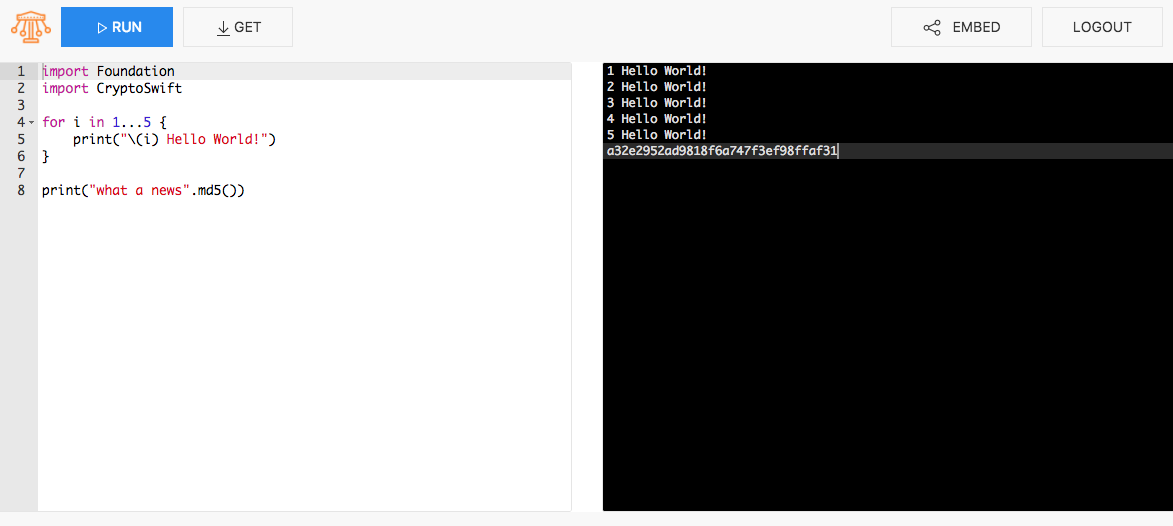 RUN
GET
EMBED
LOGOUT
1 import Foundation
2 import CryptoSwift
3
4 for i in 1...5 {
5     print("\(i) Hello World!")
6 }
7
8 print("what a news".md5())
1 Hello World!
2 Hello World!
3 Hello World!
4 Hello World!
5 Hello World!
a32e2952ad9818f6a747f3ef98ffaf31